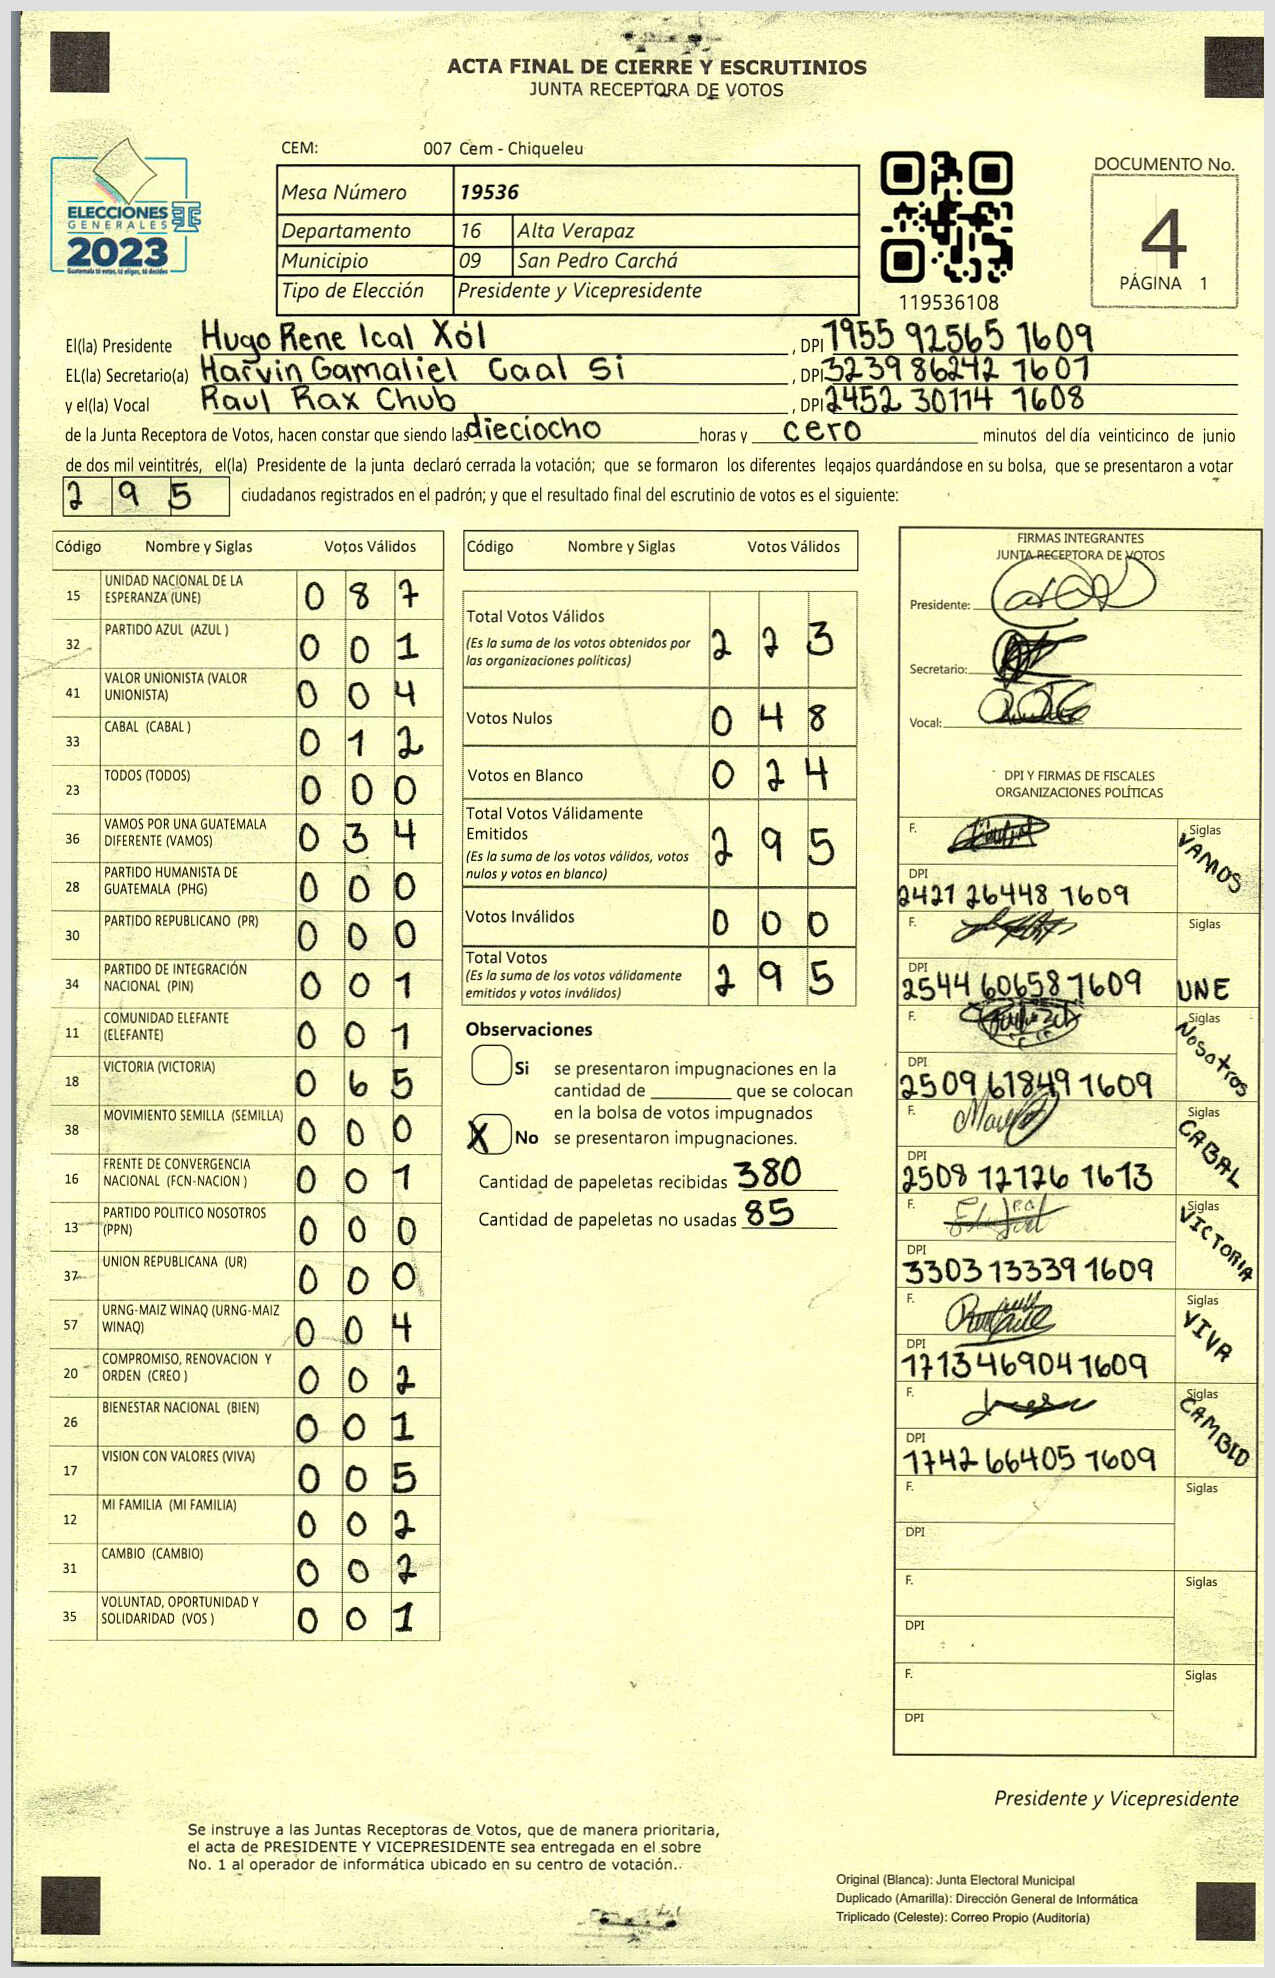 ACTA FINAL DE CIERRE Y ESCRUTINIOS
JUNTA RECEPTORA DE VOTOS
CEM: 007 Cem - Chiqueleu
ELECCIONES
GENERALES
2023
Guatemala tú votas, tú eliges, tú decides
Mesa Número 19536
Departamento 16 Alta Verapaz
Municipio 09 San Pedro Carchá
Tipo de Elección Presidente y Vicepresidente
119536108
DOCUMENTO No.
4
PÁGINA 1
El(la) Presidente Hugo Rene Ical Xól , DPI 1955 92565 1609
EL(la) Secretario(a) Harvin Gamaliel Caal Si , DPI 3239 86242 1607
y el(la) Vocal Raul Rax Chub , DPI 2452 30114 1608
de la Junta Receptora de Votos, hacen constar que siendo las dieciocho horas y cero minutos del día veinticinco de junio
de dos mil veintitrés, el(la) Presidente de la junta declaró cerrada la votación; que se formaron los diferentes legajos guardándose en su bolsa, que se presentaron a votar
295 ciudadanos registrados en el padrón; y que el resultado final del escrutinio de votos es el siguiente:
Código Nombre y Siglas Votos Válidos
15 UNIDAD NACIONAL DE LA ESPERANZA (UNE) 0 8 7
32 PARTIDO AZUL (AZUL ) 0 0 1
41 VALOR UNIONISTA (VALOR UNIONISTA) 0 0 4
33 CABAL (CABAL ) 0 1 2
23 TODOS (TODOS) 0 0 0
36 VAMOS POR UNA GUATEMALA DIFERENTE (VAMOS) 0 3 4
28 PARTIDO HUMANISTA DE GUATEMALA (PHG) 0 0 0
30 PARTIDO REPUBLICANO (PR) 0 0 0
34 PARTIDO DE INTEGRACIÓN NACIONAL (PIN) 0 0 1
11 COMUNIDAD ELEFANTE (ELEFANTE) 0 0 1
18 VICTORIA (VICTORIA) 0 6 5
38 MOVIMIENTO SEMILLA (SEMILLA) 0 0 0
16 FRENTE DE CONVERGENCIA NACIONAL (FCN-NACION ) 0 0 1
13 PARTIDO POLITICO NOSOTROS (PPN) 0 0 0
37 UNION REPUBLICANA (UR) 0 0 0
57 URNG-MAIZ WINAQ (URNG-MAIZ WINAQ) 0 0 4
20 COMPROMISO, RENOVACION Y ORDEN (CREO ) 0 0 2
26 BIENESTAR NACIONAL (BIEN) 0 0 1
17 VISION CON VALORES (VIVA) 0 0 5
12 MI FAMILIA (MI FAMILIA) 0 0 2
31 CAMBIO (CAMBIO) 0 0 2
35 VOLUNTAD, OPORTUNIDAD Y SOLIDARIDAD (VOS ) 0 0 1
Código Nombre y Siglas Votos Válidos
Total Votos Válidos 2 2 3
(Es la suma de los votos obtenidos por
las organizaciones políticas)
Votos Nulos 0 4 8
Votos en Blanco 0 2 4
Total Votos Válidamente
Emitidos 2 9 5
(Es la suma de los votos válidos, votos
nulos y votos en blanco)
Votos Inválidos 0 0 0
Total Votos 2 9 5
(Es la suma de los votos válidamente
emitidos y votos inválidos)
Observaciones
Si se presentaron impugnaciones en la
cantidad de ________ que se colocan
en la bolsa de votos impugnados
X No se presentaron impugnaciones.
Cantidad de papeletas recibidas 380
Cantidad de papeletas no usadas 85
FIRMAS INTEGRANTES
JUNTA RECEPTORA DE VOTOS
Presidente:
Secretario:
Vocal:
DPI Y FIRMAS DE FISCALES
ORGANIZACIONES POLÍTICAS
F. Siglas VAMOS
DPI 2421 26448 1609
F. Siglas UNE
DPI 2544 60658 1609
F. Siglas Nosotros
DPI 2509 61849 1609
F. Siglas CABAL
DPI 2508 12126 1613
F. Siglas VICTORIA
DPI 3303 13339 1609
F. Siglas VIVA
DPI 1713 46904 1609
F. Siglas CAMBIO
DPI 1742 66405 1609
F. Siglas
DPI
F. Siglas
DPI
F. Siglas
DPI
Presidente y Vicepresidente
Se instruye a las Juntas Receptoras de Votos, que de manera prioritaria,
el acta de PRESIDENTE Y VICEPRESIDENTE sea entregada en el sobre
No. 1 al operador de informática ubicado en su centro de votación.
Original (Blanca): Junta Electoral Municipal
Duplicado (Amarilla): Dirección General de Informática
Triplicado (Celeste): Correo Propio (Auditoría)